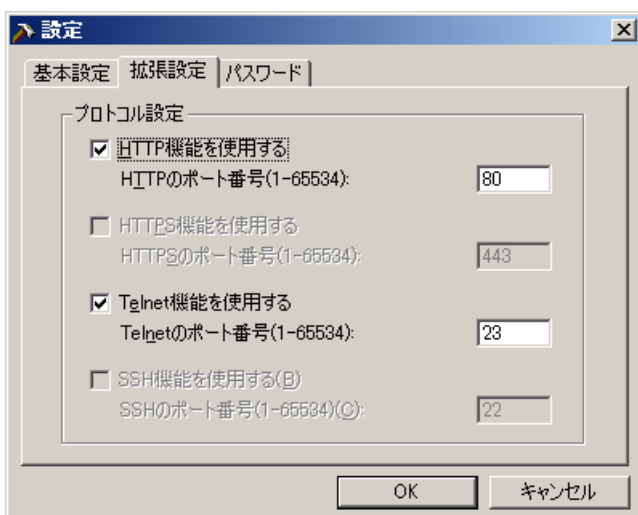 設定
基本設定 拡張設定 パスワード
プロトコル設定
HTTP機能を使用する
HTTPのポート番号(1-65534): 80
HTTPS機能を使用する
HTTPSのポート番号(1-65534): 443
Telnet機能を使用する
Telnetのポート番号(1-65534): 23
SSH機能を使用する(B)
SSHのポート番号(1-65534)(C): 22
OK キャンセル